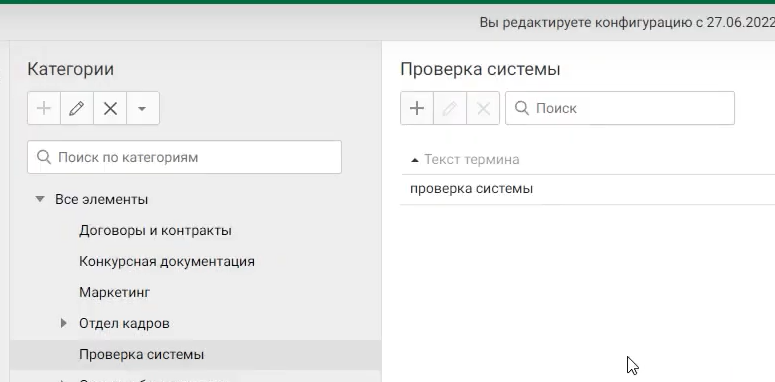 Вы редактируете конфигурацию с 27.06.2022
Категории
Поиск по категориям
Все элементы
Договоры и контракты
Конкурсная документация
Маркетинг
Отдел кадров
Проверка системы
Проверка системы
Поиск
Текст термина
проверка системы